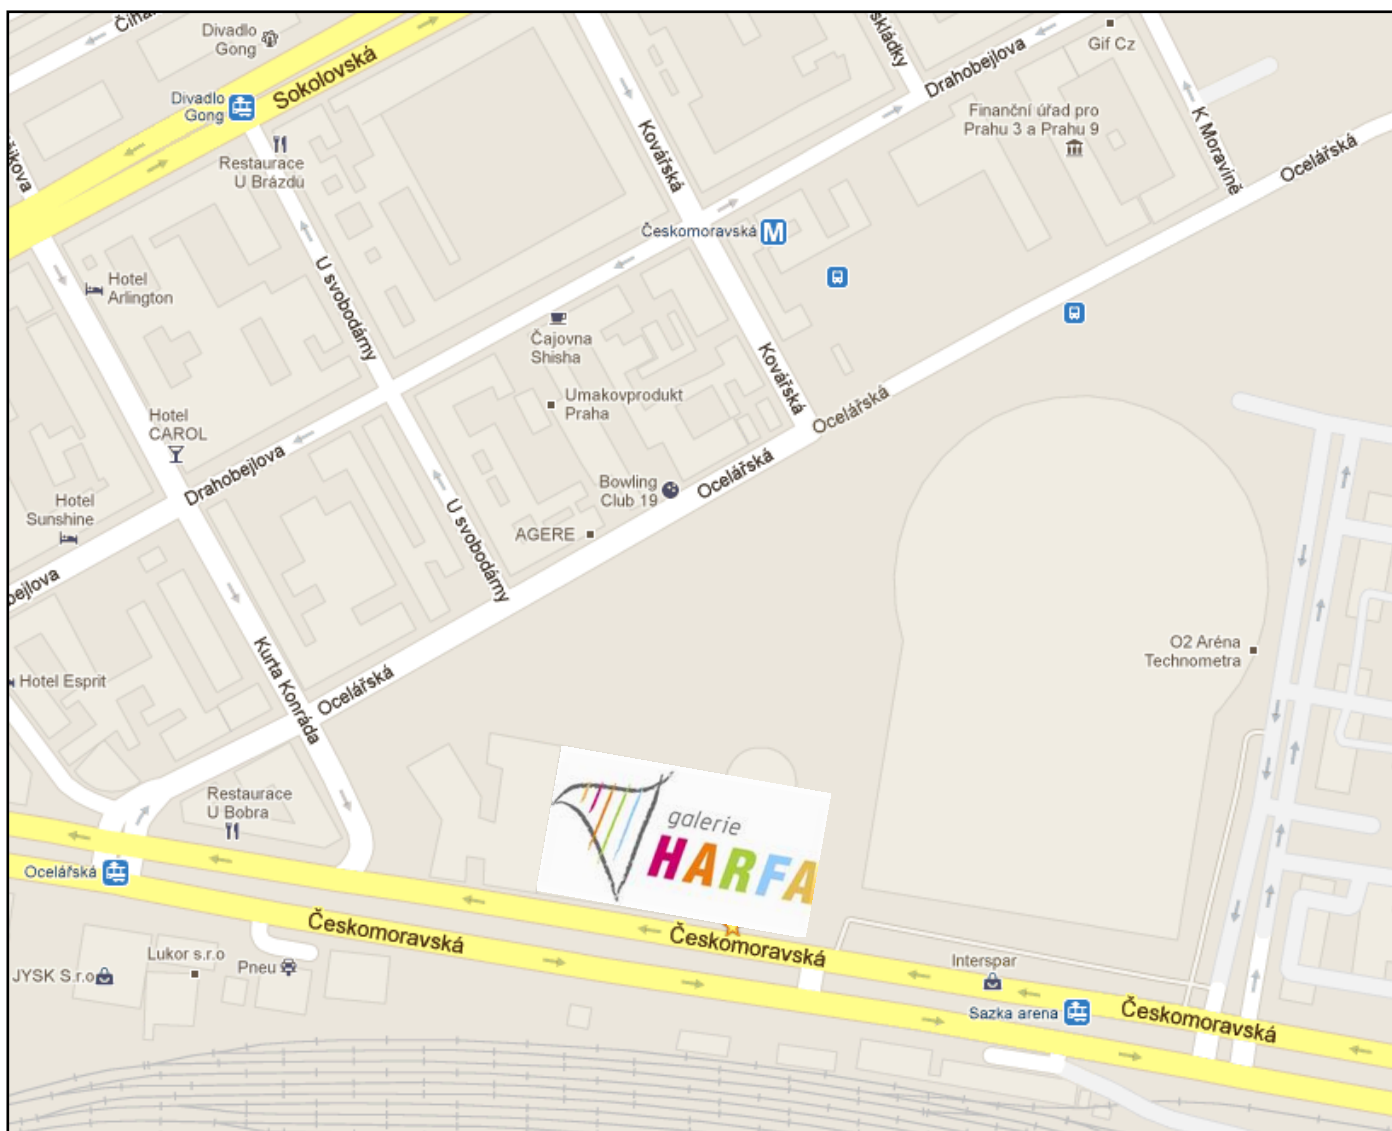 Divadlo
Gong
Sokolovská
Divadlo
Gong
Restaurace
U Brázdů
Kovářská
Drahobejlova
Gif Cz
Finanční úřad pro
Prahu 3 a Prahu 9
K Moravině
Ocelářská
Českomoravská
M
Hotel
Arlington
U svobodárny
Čajovna
Shisha
Umakovprodukt
Praha
Kovářská
Ocelářská
Hotel
CAROL
Drahobejlova
Hotel
Sunshine
Bowling
Club 19
Ocelářská
AGERE
U svobodárny
Kurta Konráda
Hotel Esprit
Ocelářská
O2 Aréna
Technometra
Restaurace
U Bobra
galerie
HARFA
Ocelářská
Českomoravská
Českomoravská
Lukor s.r.o
JYSK S.r.o
Pneu
Interspar
Sazka arena
Českomoravská